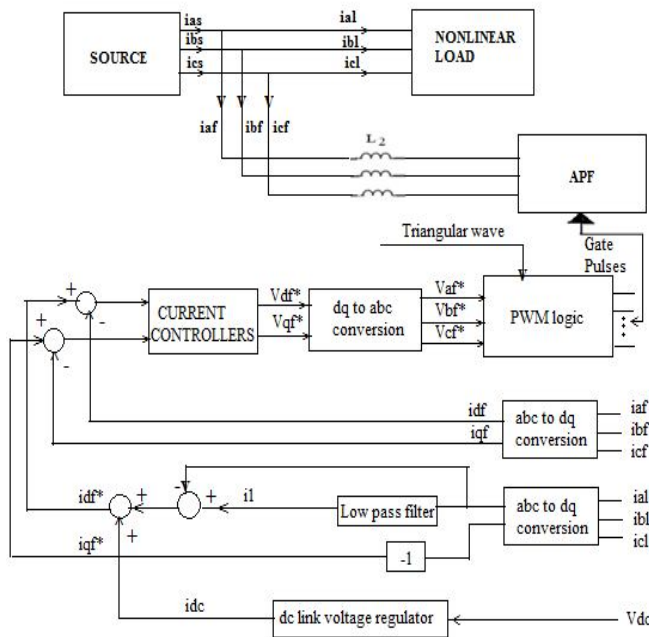 ias ial
ibs ibl
ics icl
SOURCE
NONLINEAR
LOAD
iaf ibf icf
L2
APF
Triangular wave
Gate
Pulses
+
-
+
-
CURRENT
CONTROLLERS
Vdf*
Vqf*
dq to abc
conversion
Vaf*
Vbf*
Vcf*
PWM logic
idf
iqf
abc to dq
conversion
iaf
ibf
icf
idf*
+
+
-
+
i1
Low pass filter
abc to dq
conversion
ial
ibl
icl
iqf*
-1
idc
dc link voltage regulator
Vdc